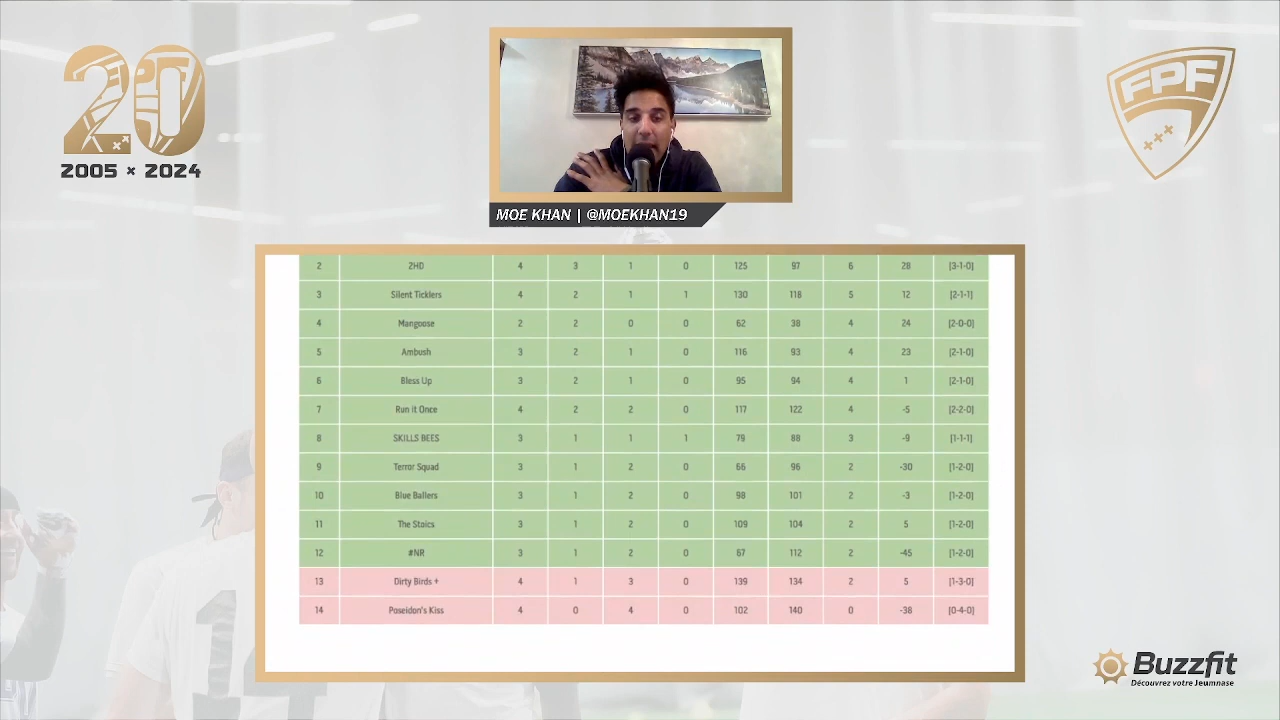 20
2005 × 2024
FPF
MOE KHAN | @MOEKHAN19
2 2HD 4 3 1 0 125 97 6 28 [3-1-0]
3 Silent Ticklers 4 2 1 1 130 118 5 12 [2-1-1]
4 Mangoose 2 2 0 0 62 38 4 24 [2-0-0]
5 Ambush 3 2 1 0 116 93 4 23 [2-1-0]
6 Bless Up 3 2 1 0 95 94 4 1 [2-1-0]
7 Run it Once 4 2 2 0 117 122 4 -5 [2-2-0]
8 SKILLS BEES 3 1 1 1 79 88 3 -9 [1-1-1]
9 Terror Squad 3 1 2 0 66 96 2 -30 [1-2-0]
10 Blue Ballers 3 1 2 0 98 101 2 -3 [1-2-0]
11 The Stoics 3 1 2 0 109 104 2 5 [1-2-0]
12 #NR 3 1 2 0 67 112 2 -45 [1-2-0]
13 Dirty Birds + 4 1 3 0 139 134 2 5 [1-3-0]
14 Poseidon's Kiss 4 0 4 0 102 140 0 -38 [0-4-0]
Buzzfit
Découvrez votre Jeumnase